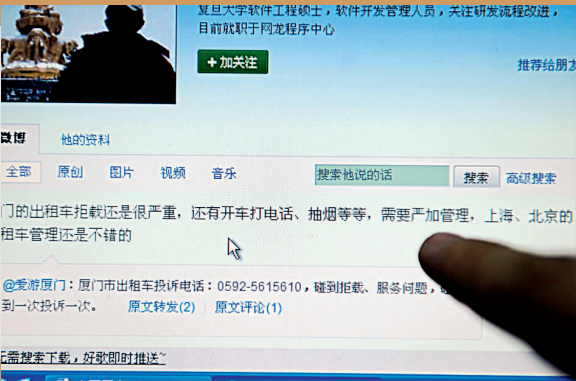 复旦大学软件工程硕士，软件开发管理人员，关注研发流程改进，
目前就职于网龙程序中心
+加关注
推荐给朋友
微博 他的资料
全部 原创 图片 视频 音乐 搜索他说的话 搜索 高级搜索
门的出租车拒载还是很严重，还有开车打电话、抽烟等等，需要严加管理，上海、北京的
租车管理还是不错的
@爱游厦门：厦门市出租车投诉电话：0592-5615610，碰到拒载、服务问题，
到一次投诉一次。 原文转发(2) 原文评论(1)
无需搜索下载，好歌即时推送~